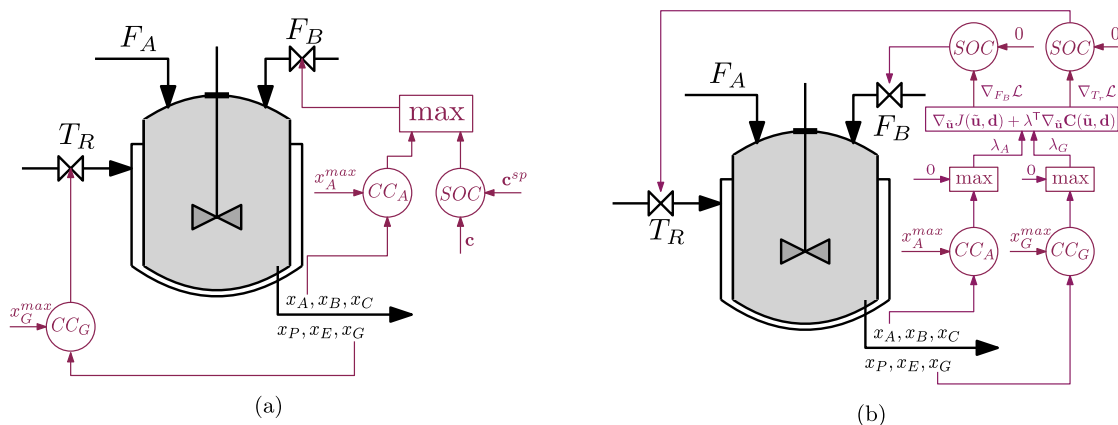 F_A
F_B
max
T_R
x_A^{max}
CC_A
SOC
c^{sp}
c
x_G^{max}
CC_G
x_A, x_B, x_C
x_P, x_E, x_G
(a)
SOC
0
SOC
0
F_A
∇_{F_B}ℒ
∇_{T_r}ℒ
∇_ũJ(ũ, d) + λ^⊤∇_ũC(ũ, d)
F_B
λ_A
λ_G
0
max
0
max
T_R
x_A^{max}
CC_A
x_G^{max}
CC_G
x_A, x_B, x_C
x_P, x_E, x_G
(b)